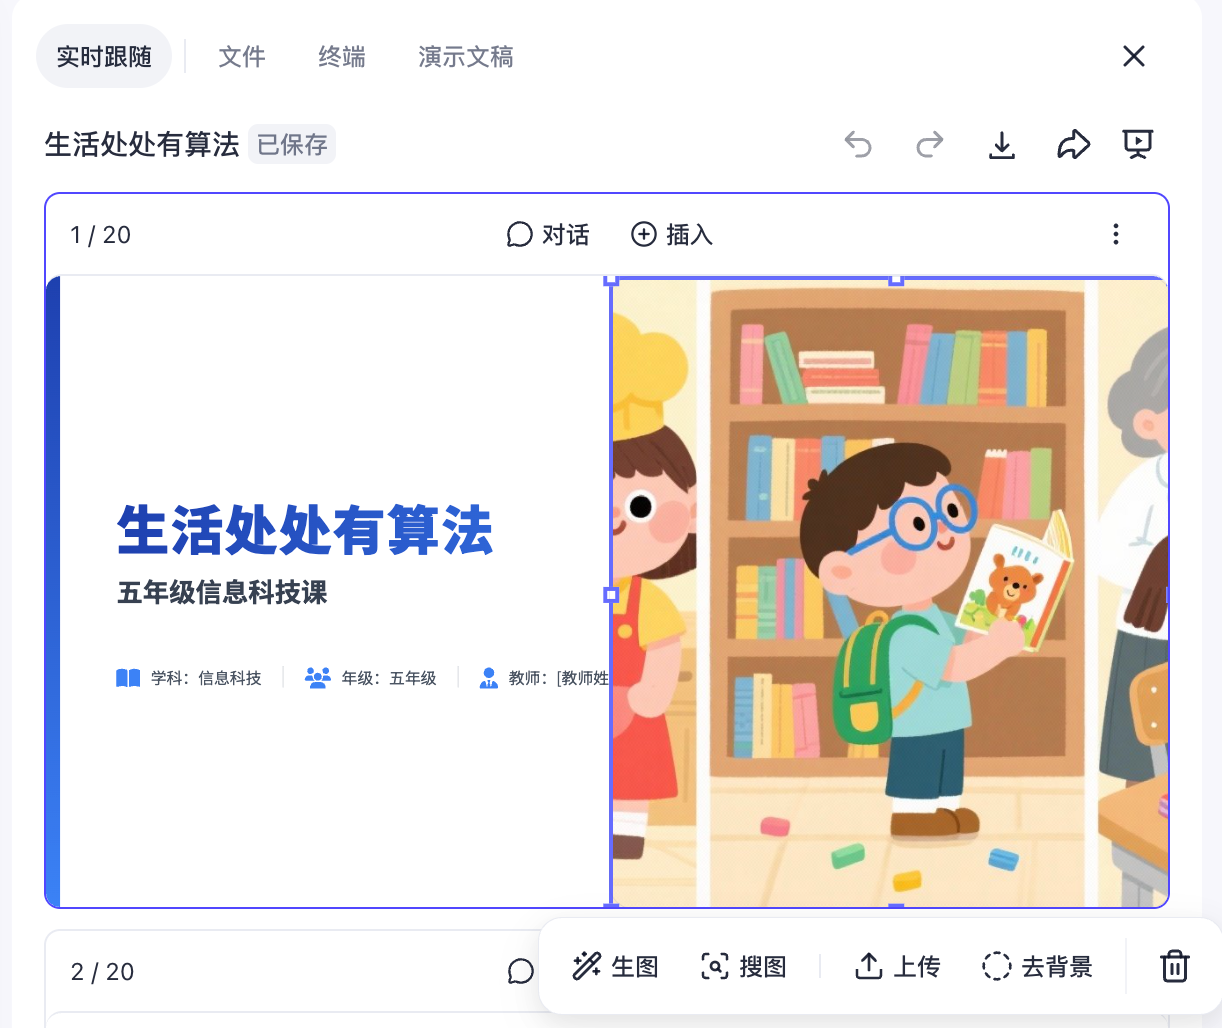 实时跟随 文件 终端 演示文稿
生活处处有算法 已保存
1 / 20 对话 插入
生活处处有算法
五年级信息科技课
学科：信息科技 年级：五年级 教师：[教师姓
2 / 20 生图 搜图 上传 去背景